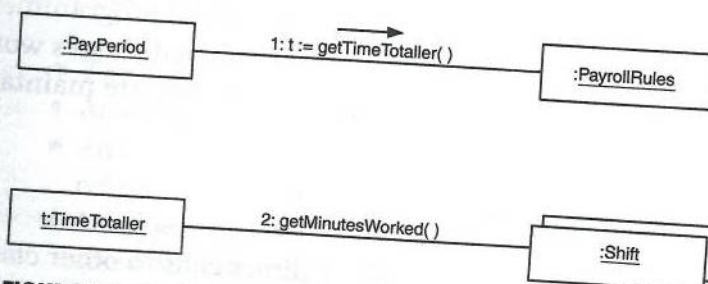 :PayPeriod
1: t := getTimeTotaller( )
:PayrollRules
t:TimeTotaller
2: getMinutesWorked( )
:Shift